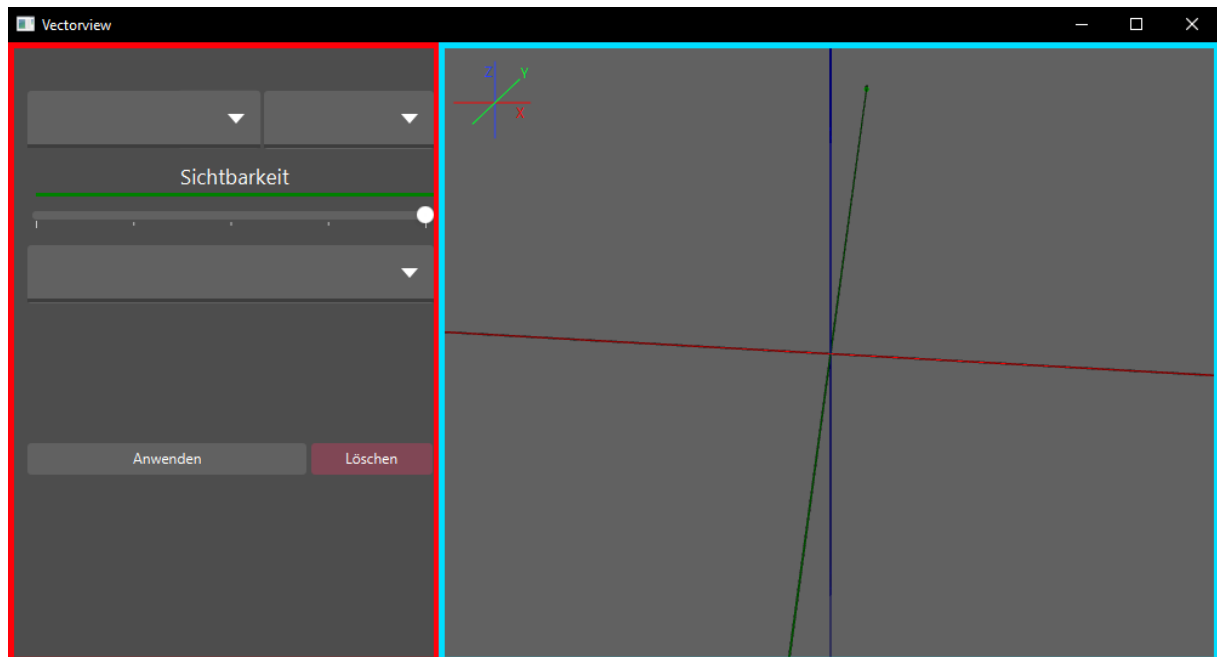 Vectorview
Z
Y
X
Sichtbarkeit
Anwenden
Löschen